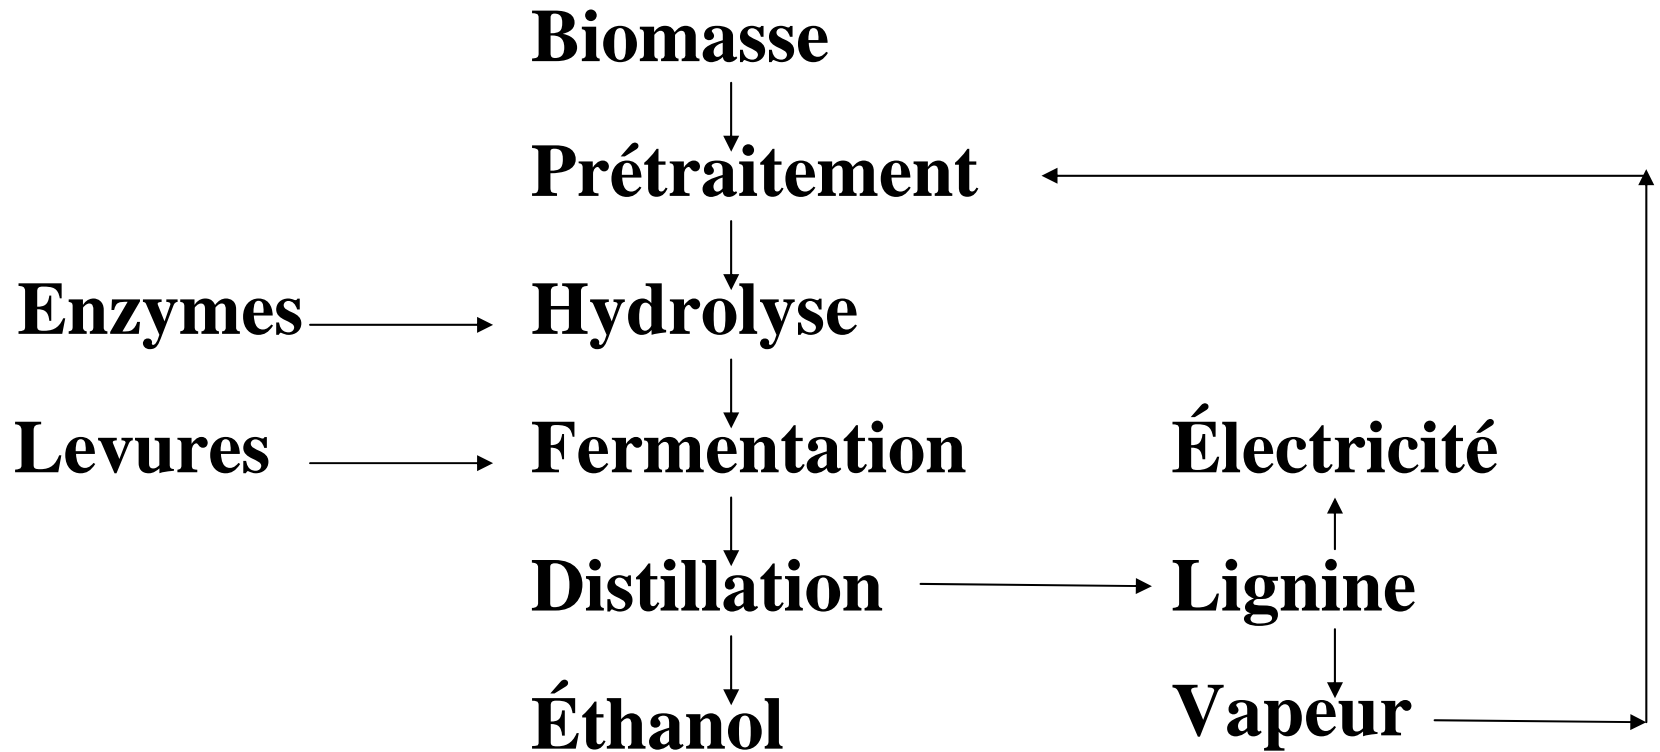 Biomasse
Prétraitement
Enzymes Hydrolyse
Levures Fermentation Électricité
Distillation Lignine
Éthanol Vapeur